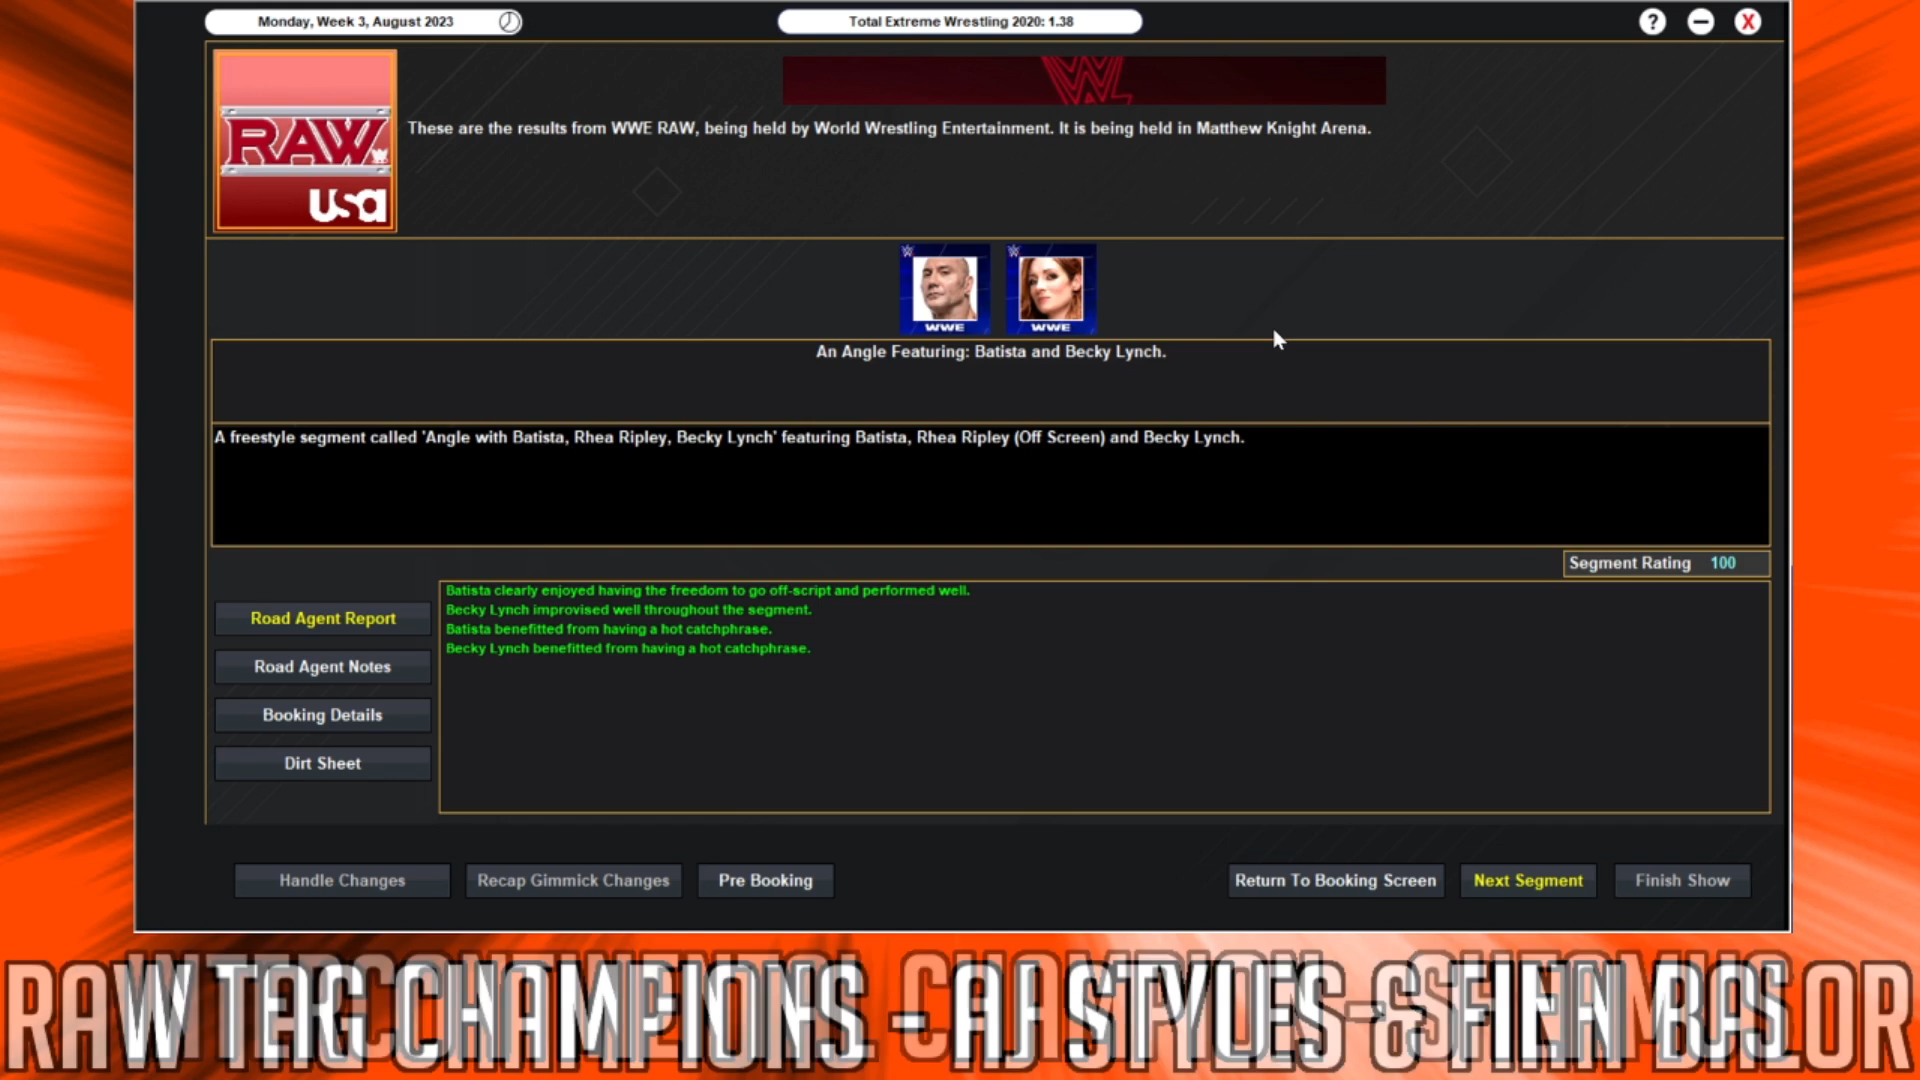 Monday, Week 3, August 2023
Total Extreme Wrestling 2020: 1.38
?
X
RAW
usa
These are the results from WWE RAW, being held by World Wrestling Entertainment. It is being held in Matthew Knight Arena.
WWE
WWE
An Angle Featuring: Batista and Becky Lynch.
A freestyle segment called 'Angle with Batista, Rhea Ripley, Becky Lynch' featuring Batista, Rhea Ripley (Off Screen) and Becky Lynch.
Segment Rating 100
Batista clearly enjoyed having the freedom to go off-script and performed well.
Becky Lynch improvised well throughout the segment.
Batista benefitted from having a hot catchphrase.
Becky Lynch benefitted from having a hot catchphrase.
Road Agent Report
Road Agent Notes
Booking Details
Dirt Sheet
Handle Changes
Recap Gimmick Changes
Pre Booking
Return To Booking Screen
Next Segment
Finish Show
RAW TAG CHAMPIONS - AJ STYLES & FINN BALOR